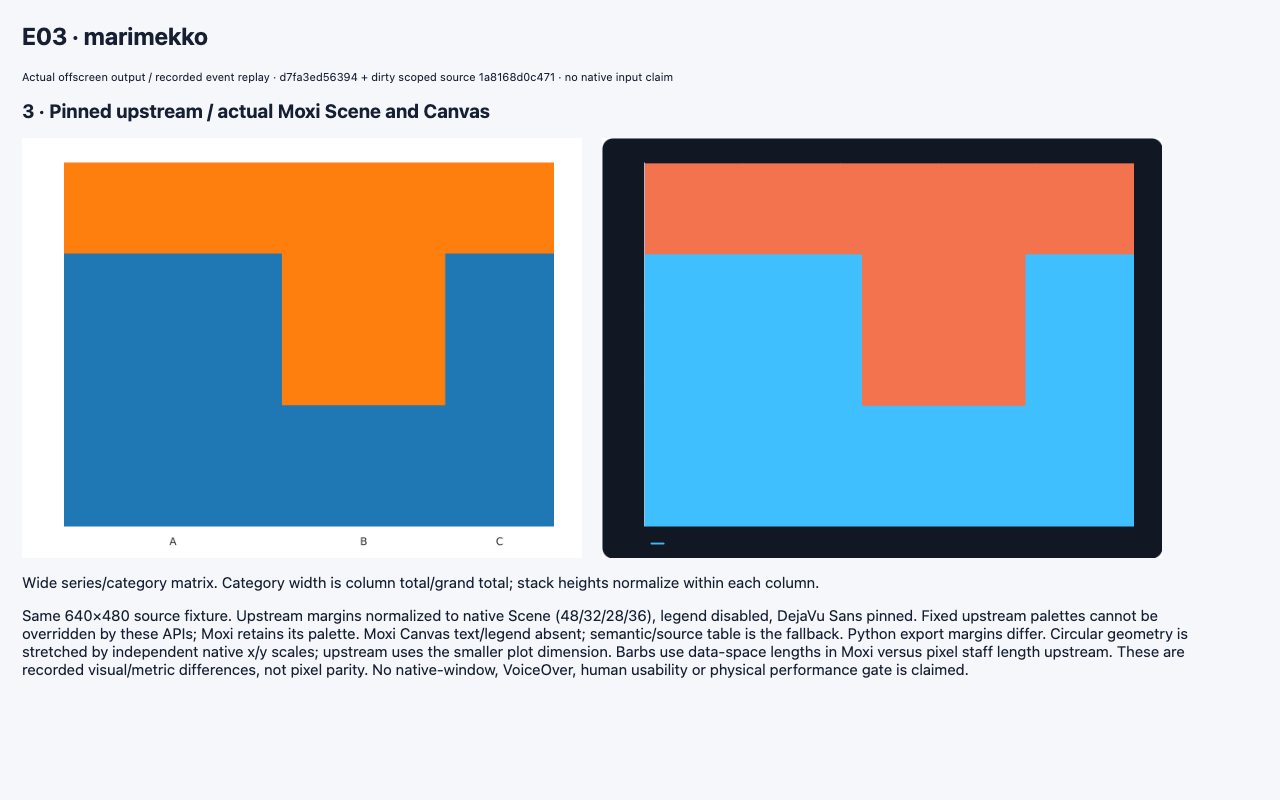 E03 · marimekko
Actual offscreen output / recorded event replay · d7fa3ed56394 + dirty scoped source 1a8168d0c471 · no native input claim
3 · Pinned upstream / actual Moxi Scene and Canvas
A B C
Wide series/category matrix. Category width is column total/grand total; stack heights normalize within each column.
Same 640×480 source fixture. Upstream margins normalized to native Scene (48/32/28/36), legend disabled, DejaVu Sans pinned. Fixed upstream palettes cannot be
overridden by these APIs; Moxi retains its palette. Moxi Canvas text/legend absent; semantic/source table is the fallback. Python export margins differ. Circular geometry is
stretched by independent native x/y scales; upstream uses the smaller plot dimension. Barbs use data-space lengths in Moxi versus pixel staff length upstream. These are
recorded visual/metric differences, not pixel parity. No native-window, VoiceOver, human usability or physical performance gate is claimed.